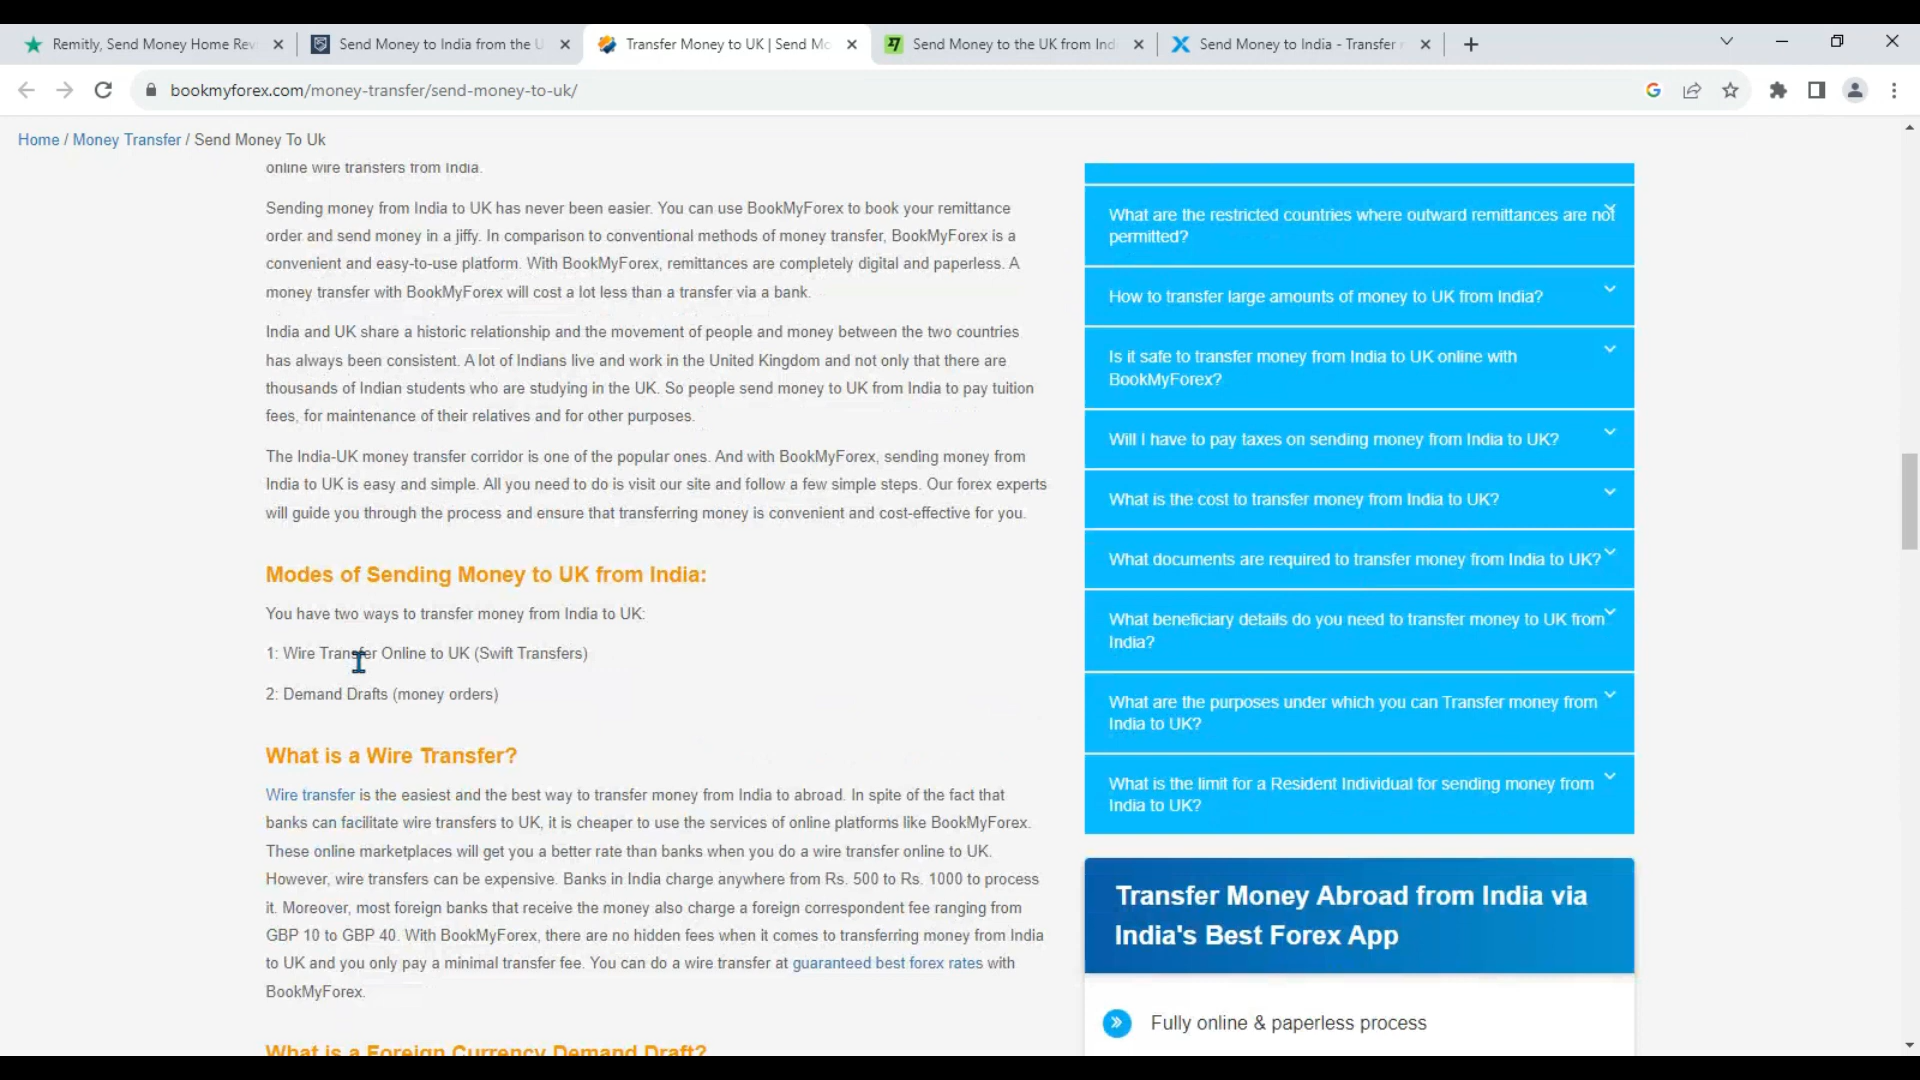 Remitly, Send Money Home Rev
Send Money to India from the U
Transfer Money to UK | Send Mo
Send Money to the UK from Ind
Send Money to India - Transfer
bookmyforex.com/money-transfer/send-money-to-uk/
Home / Money Transfer / Send Money To Uk
online wire transfers from India.
Sending money from India to UK has never been easier. You can use BookMyForex to book your remittance
order and send money in a jiffy. In comparison to conventional methods of money transfer, BookMyForex is a
convenient and easy-to-use platform. With BookMyForex, remittances are completely digital and paperless. A
money transfer with BookMyForex will cost a lot less than a transfer via a bank.
India and UK share a historic relationship and the movement of people and money between the two countries
has always been consistent. A lot of Indians live and work in the United Kingdom and not only that there are
thousands of Indian students who are studying in the UK. So people send money to UK from India to pay tuition
fees, for maintenance of their relatives and for other purposes.
The India-UK money transfer corridor is one of the popular ones. And with BookMyForex, sending money from
India to UK is easy and simple. All you need to do is visit our site and follow a few simple steps. Our forex experts
will guide you through the process and ensure that transferring money is convenient and cost-effective for you.
Modes of Sending Money to UK from India:
You have two ways to transfer money from India to UK:
1: Wire Transfer Online to UK (Swift Transfers)
2: Demand Drafts (money orders)
What is a Wire Transfer?
Wire transfer is the easiest and the best way to transfer money from India to abroad. In spite of the fact that
banks can facilitate wire transfers to UK, it is cheaper to use the services of online platforms like BookMyForex.
These online marketplaces will get you a better rate than banks when you do a wire transfer online to UK.
However, wire transfers can be expensive. Banks in India charge anywhere from Rs. 500 to Rs. 1000 to process
it. Moreover, most foreign banks that receive the money also charge a foreign correspondent fee ranging from
GBP 10 to GBP 40. With BookMyForex, there are no hidden fees when it comes to transferring money from India
to UK and you only pay a minimal transfer fee. You can do a wire transfer at guaranteed best forex rates with
BookMyForex.
What is a Foreign Currency Demand Draft?
What are the restricted countries where outward remittances are not
permitted?
How to transfer large amounts of money to UK from India?
Is it safe to transfer money from India to UK online with
BookMyForex?
Will I have to pay taxes on sending money from India to UK?
What is the cost to transfer money from India to UK?
What documents are required to transfer money from India to UK?
What beneficiary details do you need to transfer money to UK from
India?
What are the purposes under which you can Transfer money from
India to UK?
What is the limit for a Resident Individual for sending money from
India to UK?
Transfer Money Abroad from India via
India's Best Forex App
Fully online & paperless process